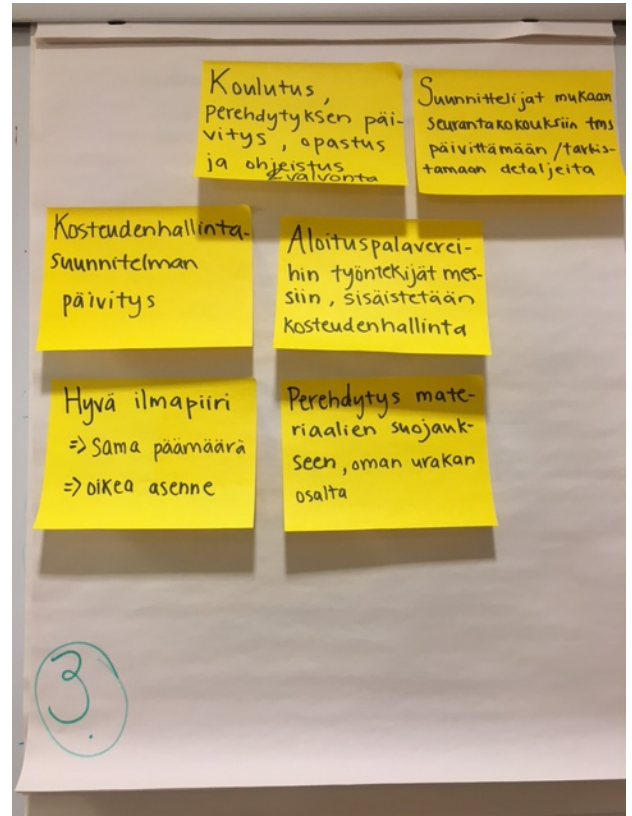 Koulutus,
perehdytyksen päi-
vitys, opastus
ja ohjeistus
& valvonta
Suunnittelijat mukaan
seurantakokouksiin tms
päivittämään /tarkis-
tamaan detaljeita
Kosteudenhallinta-
suunnitelman
päivitys
Aloituspalaverei-
hin työntekijät mes-
siin, sisäistetään
kosteudenhallinta
Hyvä ilmapiiri
=> Sama päämäärä
=> oikea asenne
Perehdytys mate-
riaalien suojauk-
seen, oman urakan
osalta
3.